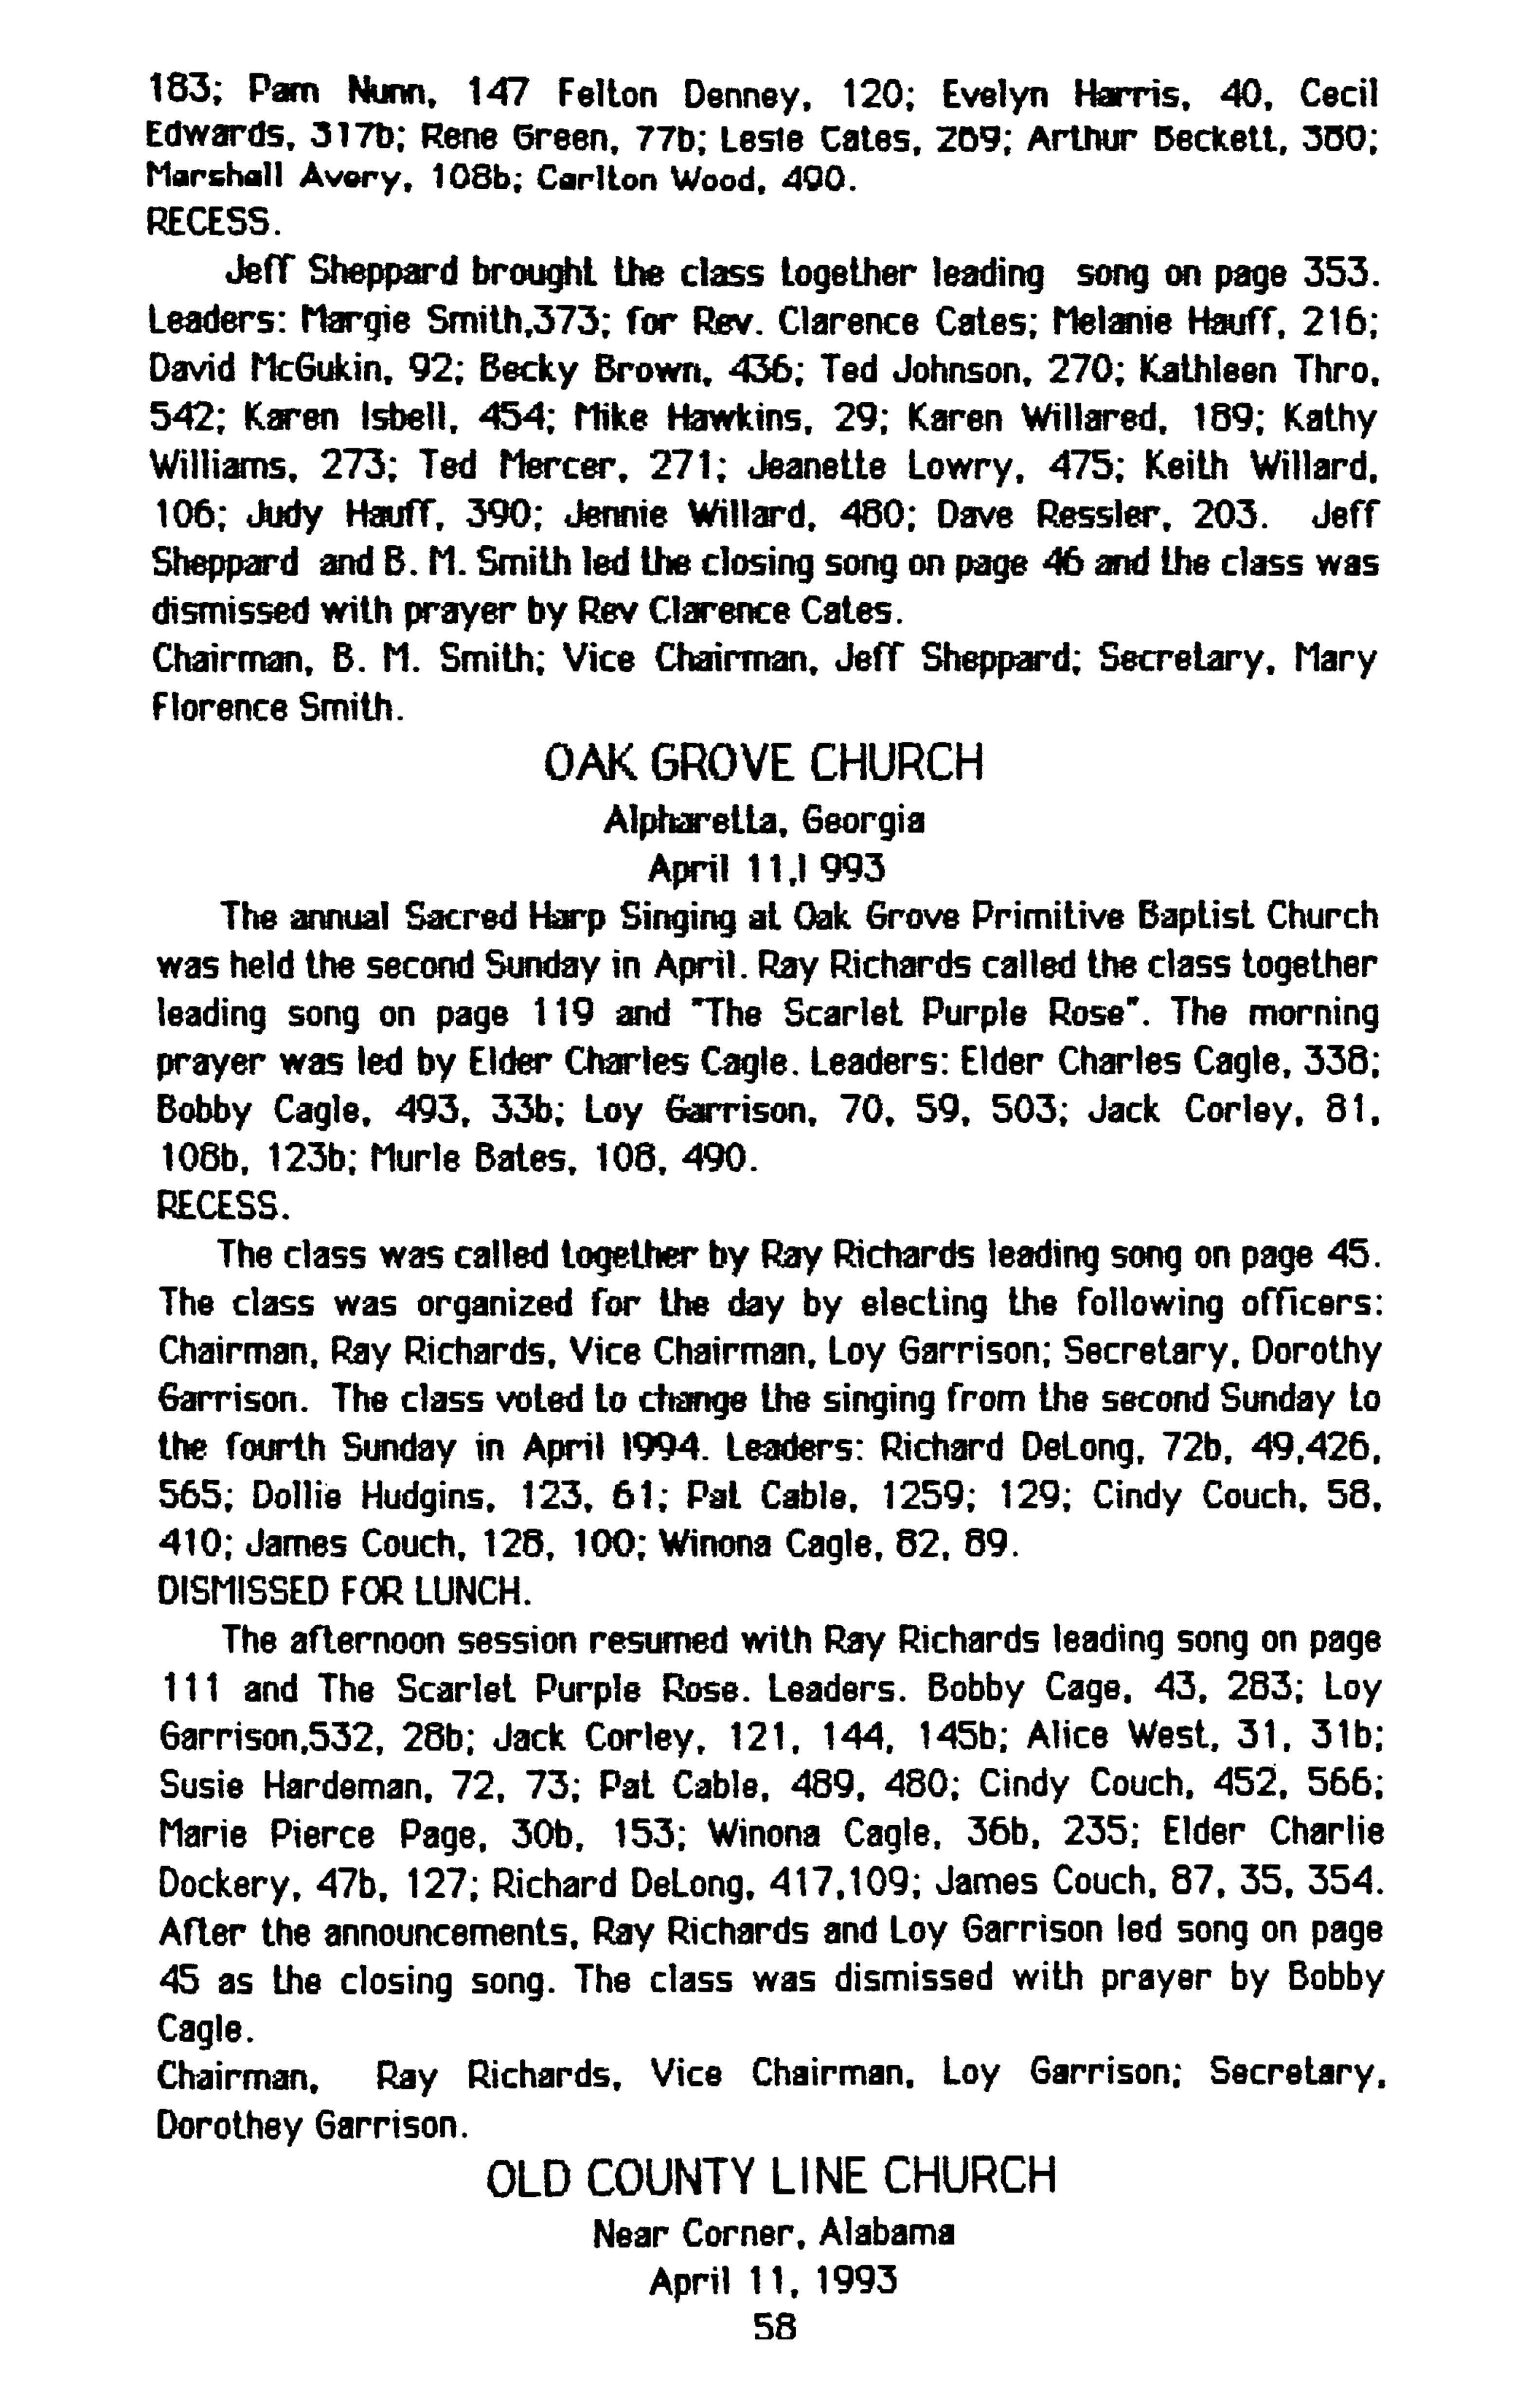 183; Pam Nunn, 147 Felton Denney, 120; Evelyn Harris, 40, Cecil
Edwards, 317b; Rene Green, 77b; Lesie Cates, 269; Arthur Beckett, 380;
Marshall Avery, 108b; Carlton Wood, 490.
RECESS.
Jeff Sheppard brought the class together leading song on page 353.
Leaders: Margie Smith,373; for Rev. Clarence Cates; Melanie Hauff, 216;
David McGukin, 92; Becky Brown, 436; Ted Johnson, 270; Kathleen Thro,
542; Karen Isbell, 454; Mike Hawkins, 29; Karen Willared, 189; Kathy
Williams, 273; Ted Mercer, 271; Jeanette Lowry, 475; Keith Willard,
106; Judy Hauff, 390; Jennie Willard, 480; Dave Ressler, 203. Jeff
Sheppard and B. M. Smith led the closing song on page 46 and the class was
dismissed with prayer by Rev Clarence Cates.
Chairman, B. M. Smith; Vice Chairman, Jeff Sheppard; Secretary, Mary
Florence Smith.
OAK GROVE CHURCH
Alpharetta, Georgia
April 11,l 993
The annual Sacred Harp Singing at Oak Grove Primitive Baptist Church
was held the second Sunday in April. Ray Richards called the class together
leading song on page 119 and "The Scarlet Purple Rose". The morning
prayer was led by Elder Charles Cagle. Leaders: Elder Charles Cagle, 338;
Bobby Cagle, 493, 33b; Loy Garrison, 70, 59, 503; Jack Corley, 81,
108b, 123b; Murle Bates, 108, 490.
RECESS.
The class was called together by Ray Richards leading song on page 45.
The class was organized for the day by electing the following officers:
Chairman, Ray Richards, Vice Chairman, Loy Garrison; Secretary, Dorothy
Garrison. The class voted to change the singing from the second Sunday to
the fourth Sunday in April 1994. Leaders: Richard DeLong, 72b, 49,426,
565; Dollie Hudgins, 123, 61; Pat Cable, 1259; 129; Cindy Couch, 58,
410; James Couch, 128, 100; Winona Cagle, 82, 89.
DISMISSED FOR LUNCH.
The afternoon session resumed with Ray Richards leading song on page
111 and The Scarlet Purple Rose. Leaders. Bobby Cage, 43, 283; Loy
Garrison,532, 28b; Jack Corley, 121, 144, 145b; Alice West, 31, 31b;
Susie Hardeman, 72, 73; Pat Cable, 489, 480; Cindy Couch, 452, 566;
Marie Pierce Page, 30b, 153; Winona Cagle, 36b, 235; Elder Charlie
Dockery, 47b, 127; Richard DeLong, 417,109; James Couch, 87, 35, 354.
After the announcements, Ray Richards and Loy Garrison led song on page
45 as the closing song. The class was dismissed with prayer by Bobby
Cagle.
Chairman, Ray Richards, Vice Chairman, Loy Garrison; Secretary,
Dorothey Garrison.
OLD COUNTY LINE CHURCH
Near Corner, Alabama
April 11, 1993
58